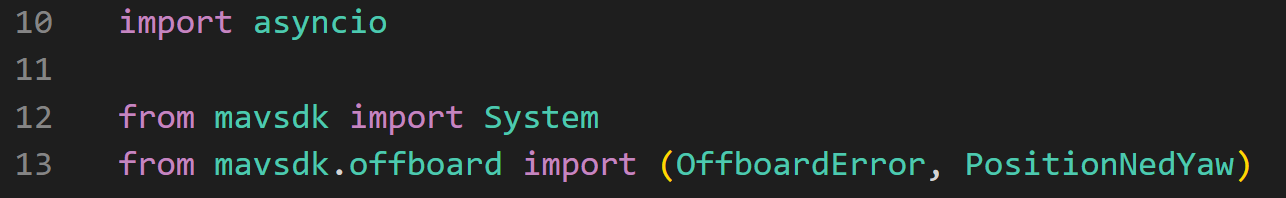 10 import asyncio
11
12 from mavsdk import System
13 from mavsdk.offboard import (OffboardError, PositionNedYaw)